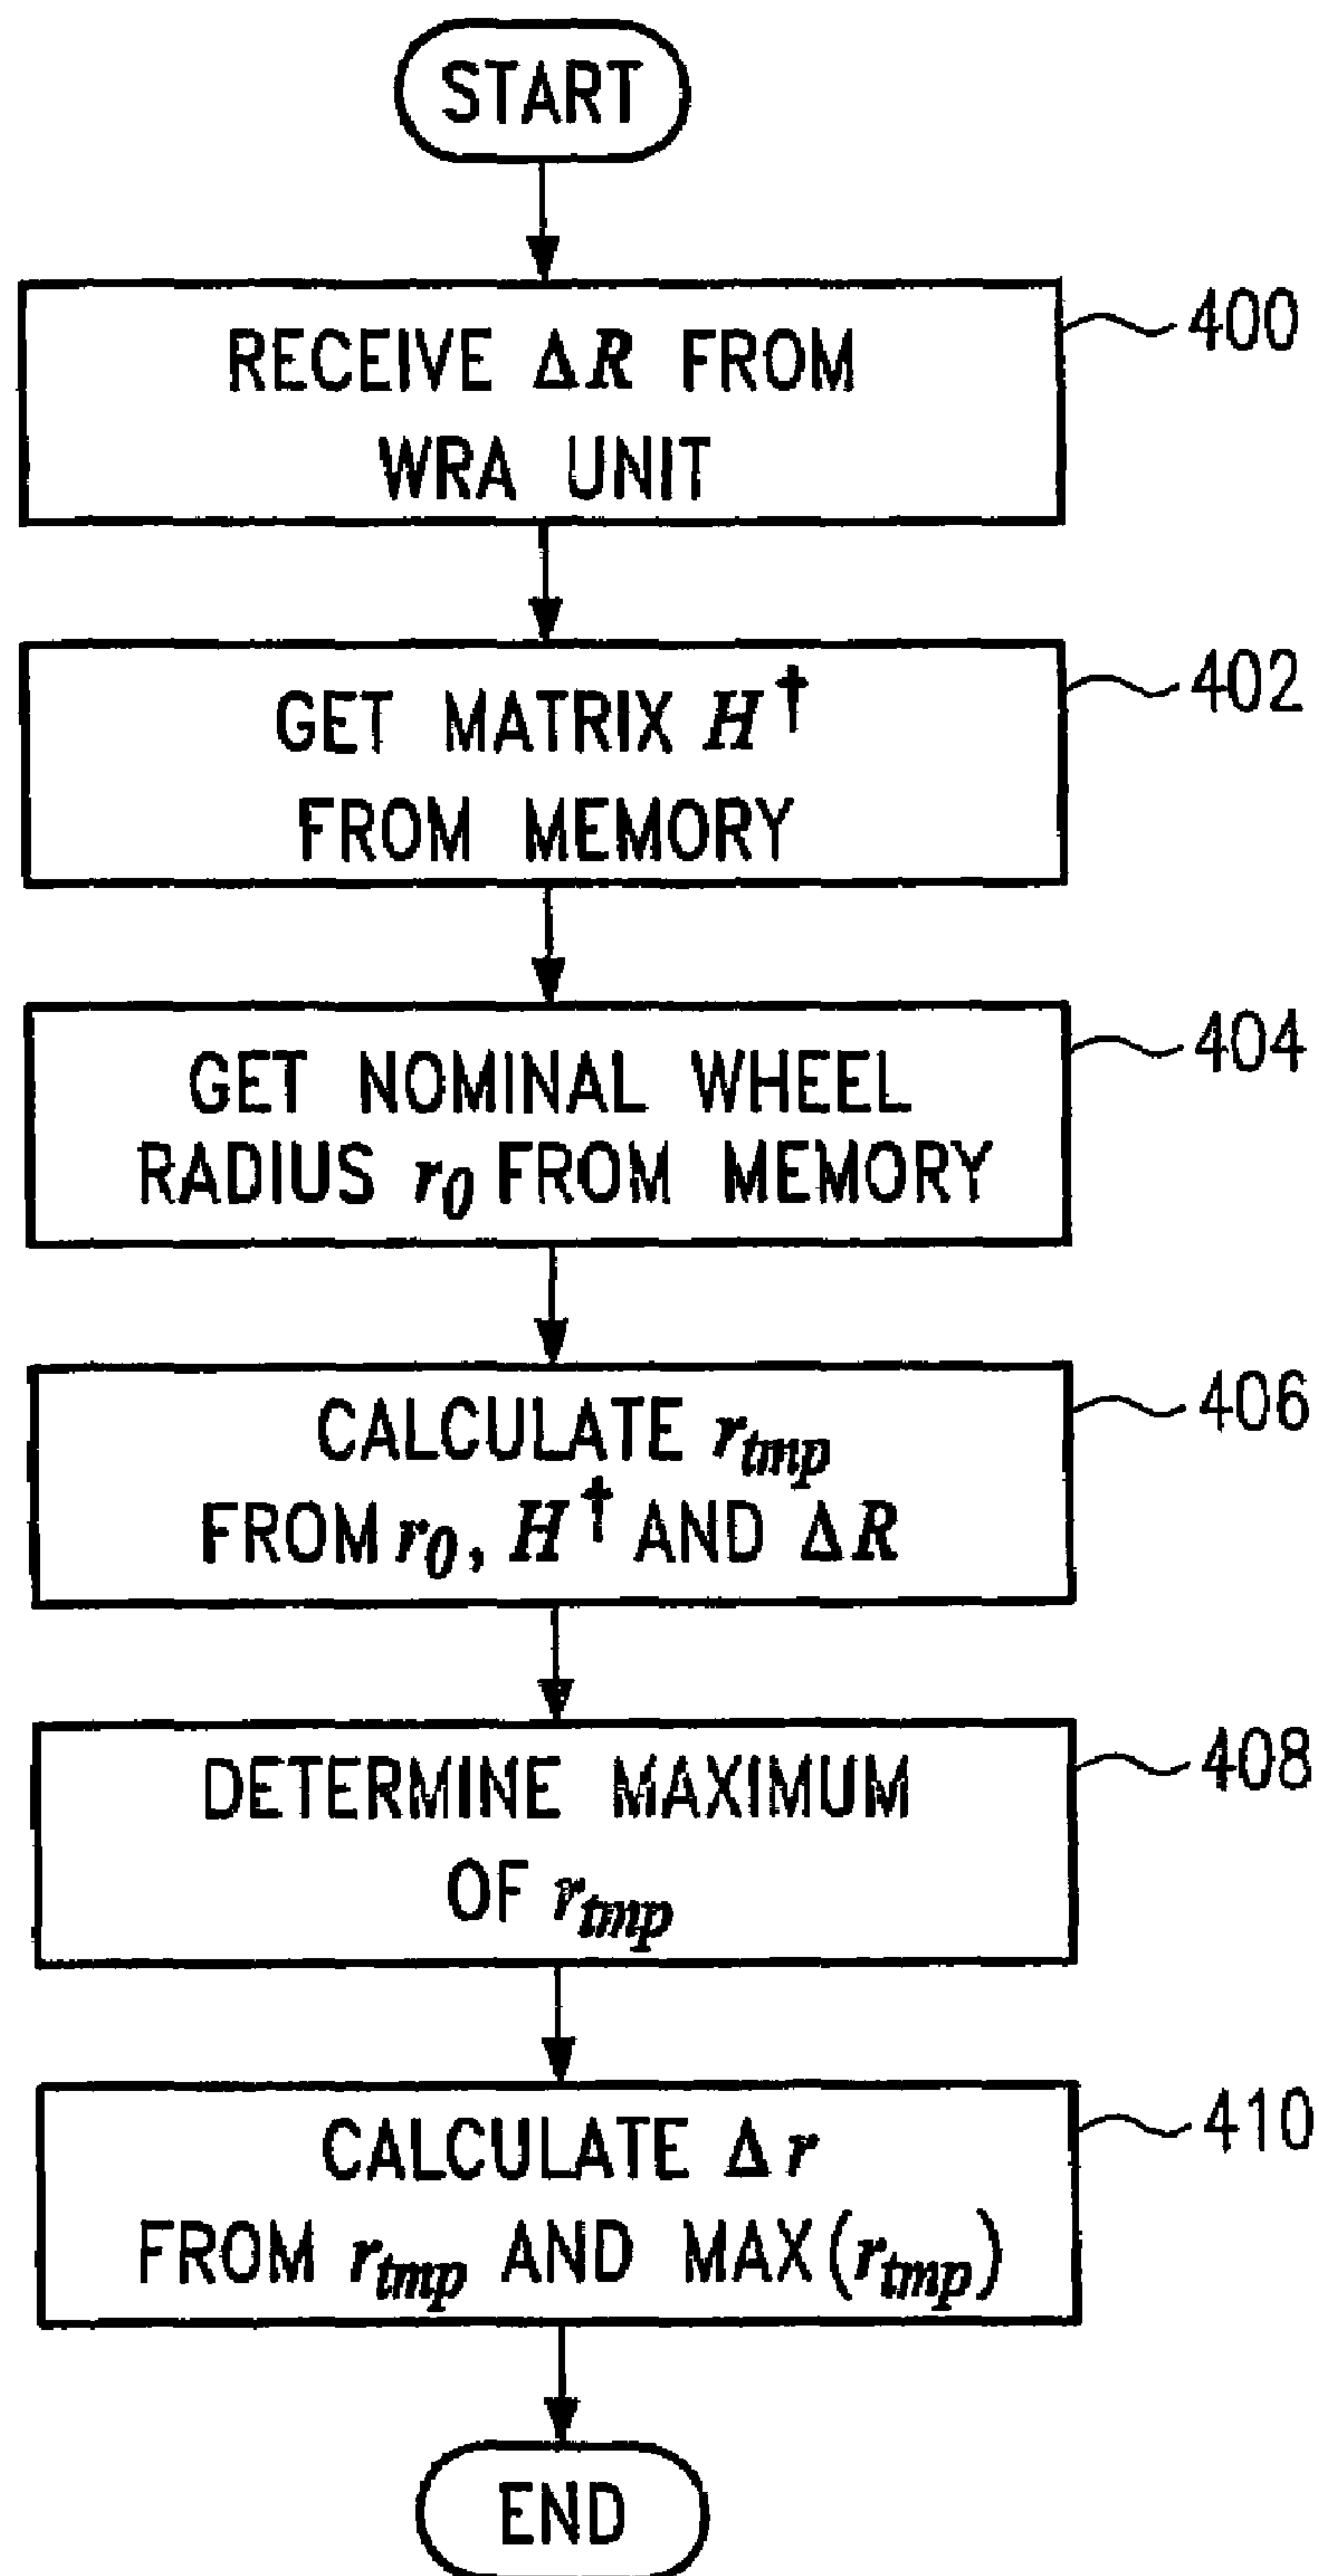 START
RECEIVE ΔR FROM
WRA UNIT
400
GET MATRIX H†
FROM MEMORY
402
GET NOMINAL WHEEL
RADIUS r0 FROM MEMORY
404
CALCULATE rtmp
FROM r0, H† AND ΔR
406
DETERMINE MAXIMUM
OF rtmp
408
CALCULATE Δr
FROM rtmp AND MAX(rtmp)
410
END